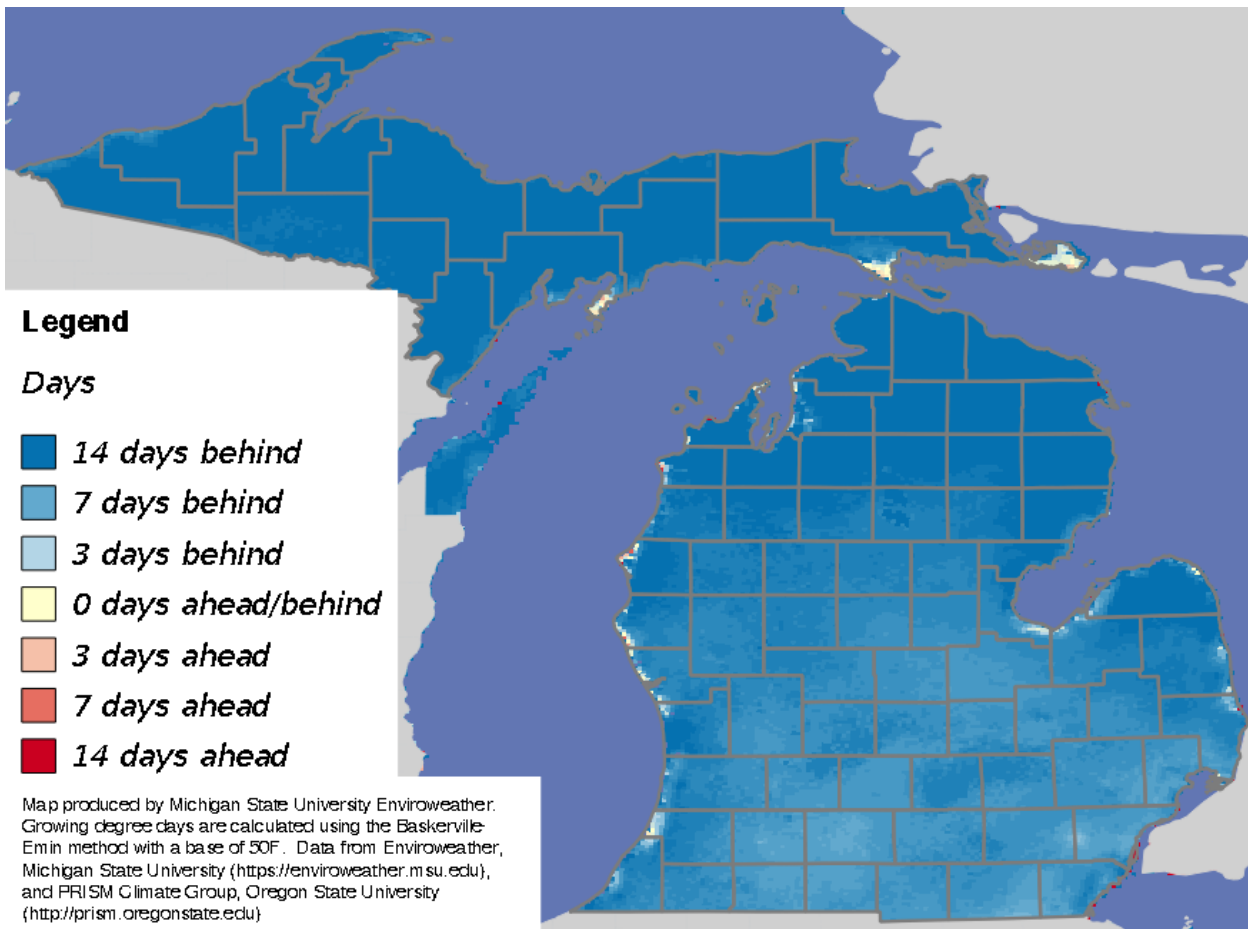 Legend
Days
14 days behind
7 days behind
3 days behind
0 days ahead/behind
3 days ahead
7 days ahead
14 days ahead
Map produced by Michigan State University Enviroweather.
Growing degree days are calculated using the Baskerville-
Emin method with a base of 50F. Data from Enviroweather,
Michigan State University (https://enviroweather.msu.edu),
and PRISM Climate Group, Oregon State University
(http://prism.oregonstate.edu)